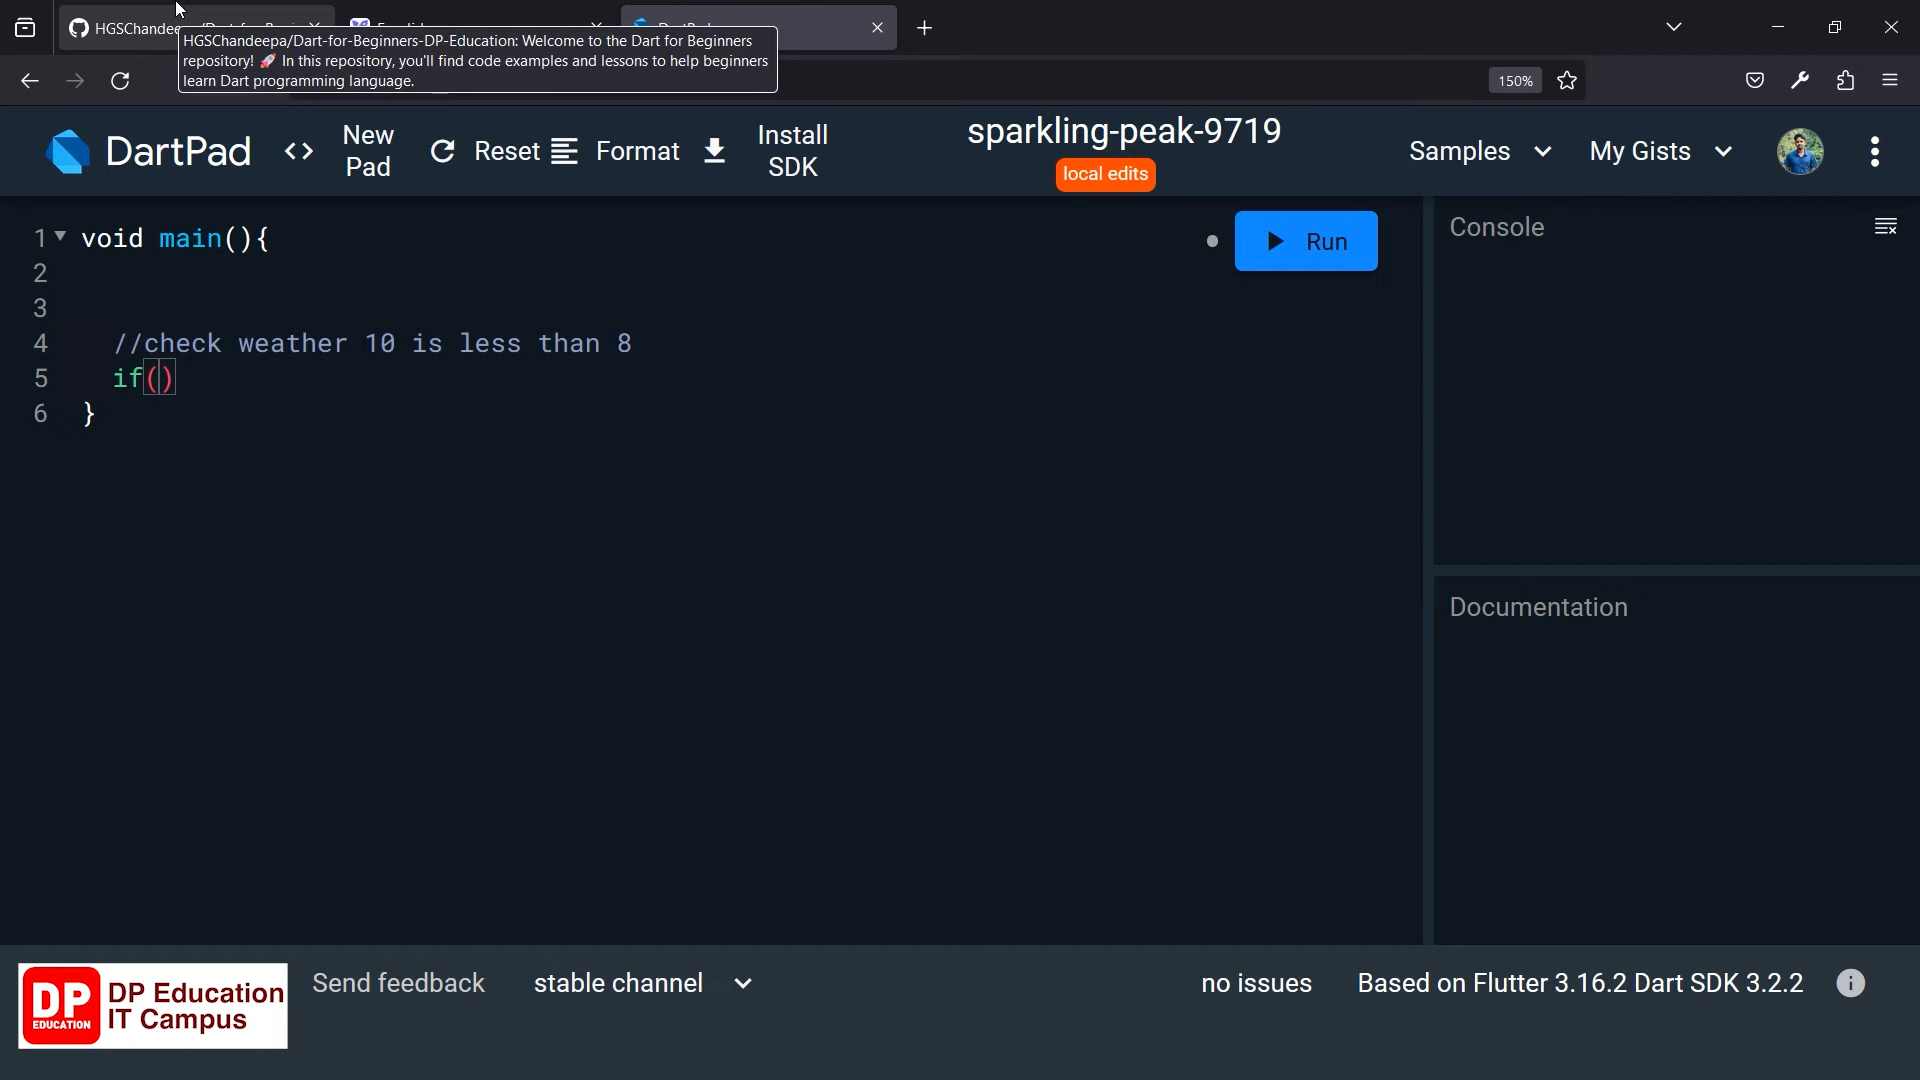 HGSChandee
HGSChandeepa/Dart-for-Beginners-DP-Education: Welcome to the Dart for Beginners
repository! 🚀 In this repository, you'll find code examples and lessons to help beginners
learn Dart programming language.
150%
DartPad
<> New Pad
Reset
Format
Install SDK
sparkling-peak-9719
local edits
Samples
My Gists
1 void main(){
2
3
4 //check weather 10 is less than 8
5 if()
6 }
Run
Console
Documentation
DP EDUCATION
DP Education
IT Campus
Send feedback
stable channel
no issues
Based on Flutter 3.16.2 Dart SDK 3.2.2